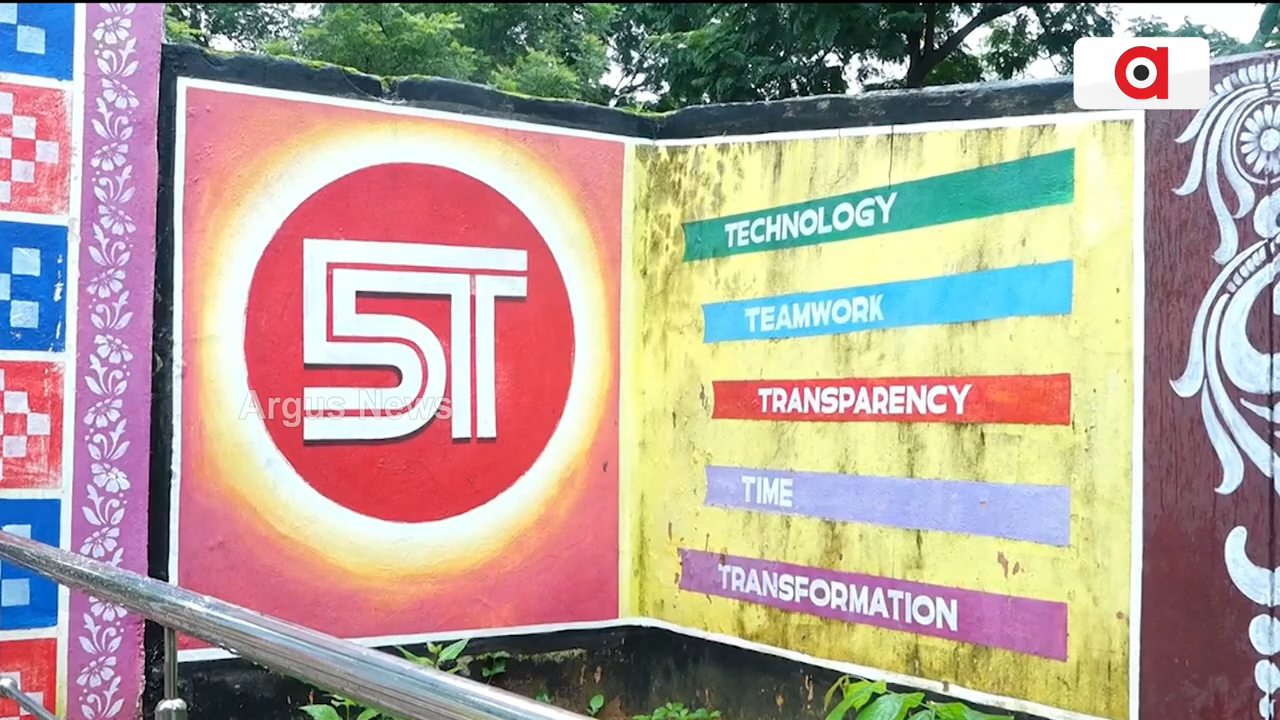 a
5T
Argus News
TECHNOLOGY
TEAMWORK
TRANSPARENCY
TIME
TRANSFORMATION